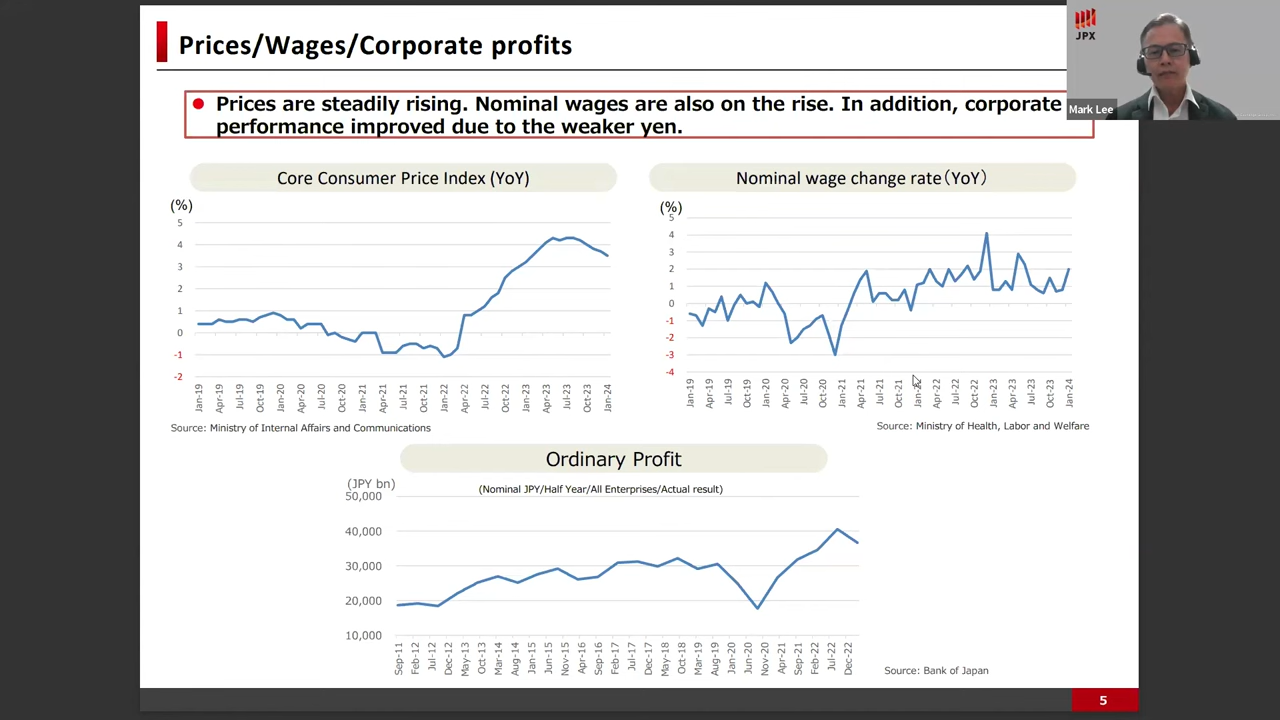 JPX
Mark Lee
Prices/Wages/Corporate profits
Prices are steadily rising. Nominal wages are also on the rise. In addition, corporate
performance improved due to the weaker yen.
Core Consumer Price Index (YoY)
(%)
5
4
3
2
1
0
-1
-2
Jan-19 Apr-19 Jul-19 Oct-19 Jan-20 Apr-20 Jul-20 Oct-20 Jan-21 Apr-21 Jul-21 Oct-21 Jan-22 Apr-22 Jul-22 Oct-22 Jan-23 Apr-23 Jul-23 Oct-23 Jan-24
Source: Ministry of Internal Affairs and Communications
Nominal wage change rate（YoY）
(%)
5
4
3
2
1
0
-1
-2
-3
-4
Jan-19 Apr-19 Jul-19 Oct-19 Jan-20 Apr-20 Jul-20 Oct-20 Jan-21 Apr-21 Jul-21 Oct-21 Jan-22 Apr-22 Jul-22 Oct-22 Jan-23 Apr-23 Jul-23 Oct-23 Jan-24
Source: Ministry of Health, Labor and Welfare
Ordinary Profit
(JPY bn)
(Nominal JPY/Half Year/All Enterprises/Actual result)
50,000
40,000
30,000
20,000
10,000
Sep-11 Feb-12 Jul-12 Dec-12 May-13 Oct-13 Mar-14 Aug-14 Jan-15 Jun-15 Nov-15 Apr-16 Sep-16 Feb-17 Jul-17 Dec-17 May-18 Oct-18 Mar-19 Aug-19 Jan-20 Jun-20 Nov-20 Apr-21 Sep-21 Feb-22 Jul-22 Dec-22
Source: Bank of Japan
5